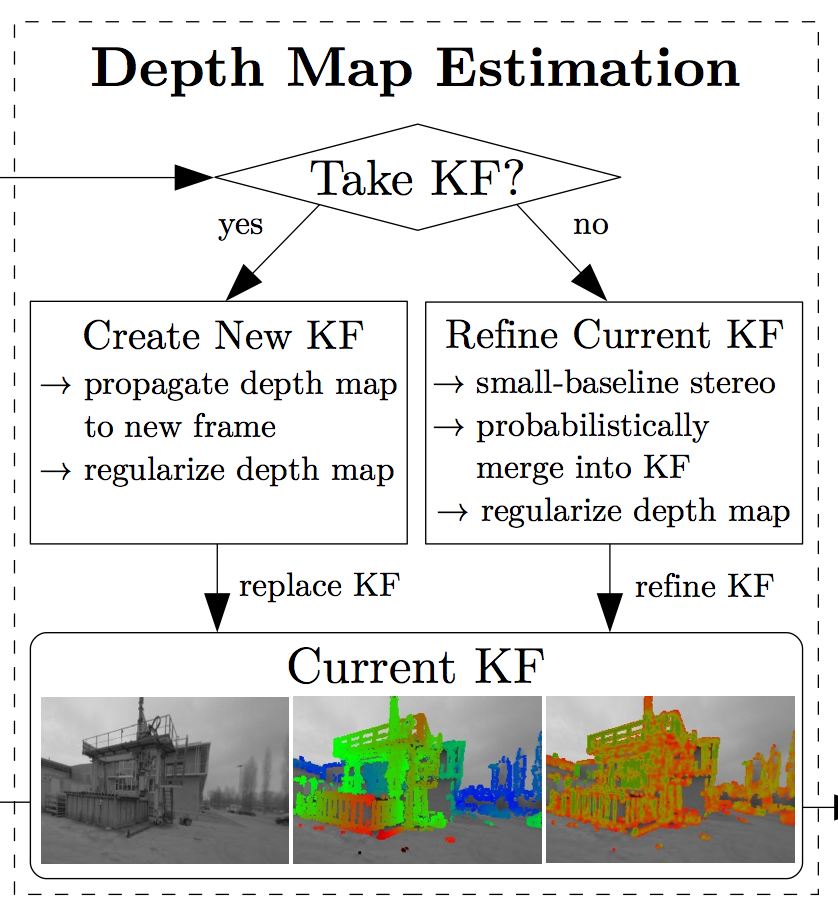 Depth Map Estimation
Take KF?
yes
no
Create New KF
→ propagate depth map
to new frame
→ regularize depth map
Refine Current KF
→ small-baseline stereo
→ probabilistically
merge into KF
→ regularize depth map
replace KF
refine KF
Current KF